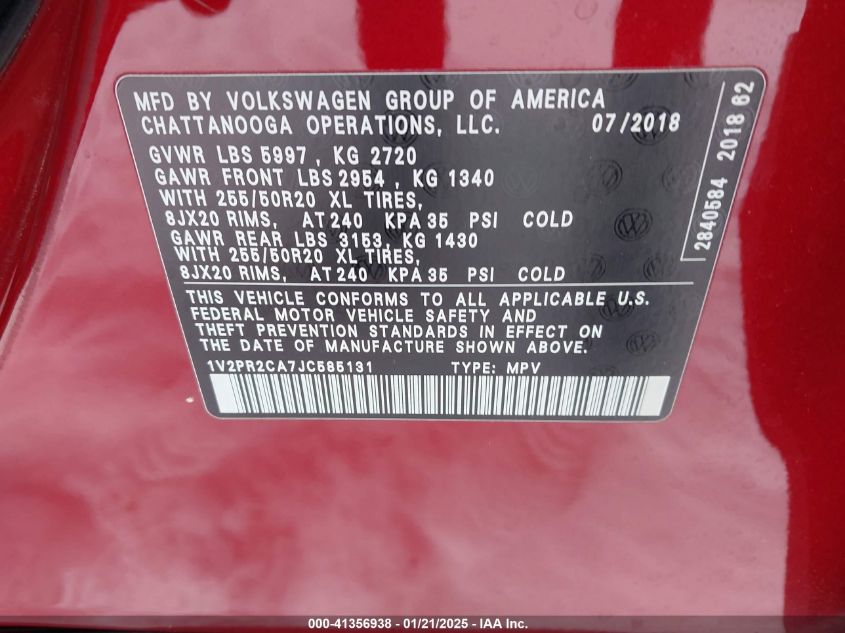 MFD BY VOLKSWAGEN GROUP OF AMERICA
CHATTANOOGA OPERATIONS, LLC. 07/2018
GVWR LBS 5997 , KG 2720
GAWR FRONT LBS 2954 , KG 1340
WITH 255/50R20 XL TIRES,
8JX20 RIMS, AT 240 KPA 35 PSI COLD
GAWR REAR LBS 3153, KG 1430
WITH 255/50R20 XL TIRES,
8JX20 RIMS, AT 240 KPA 35 PSI COLD
THIS VEHICLE CONFORMS TO ALL APPLICABLE U.S.
FEDERAL MOTOR VEHICLE SAFETY AND
THEFT PREVENTION STANDARDS IN EFFECT ON
THE DATE OF MANUFACTURE SHOWN ABOVE.
1V2PR2CA7JC585131 TYPE: MPV
2840584 2018 62
000-41356938 - 01/21/2025 - IAA Inc.